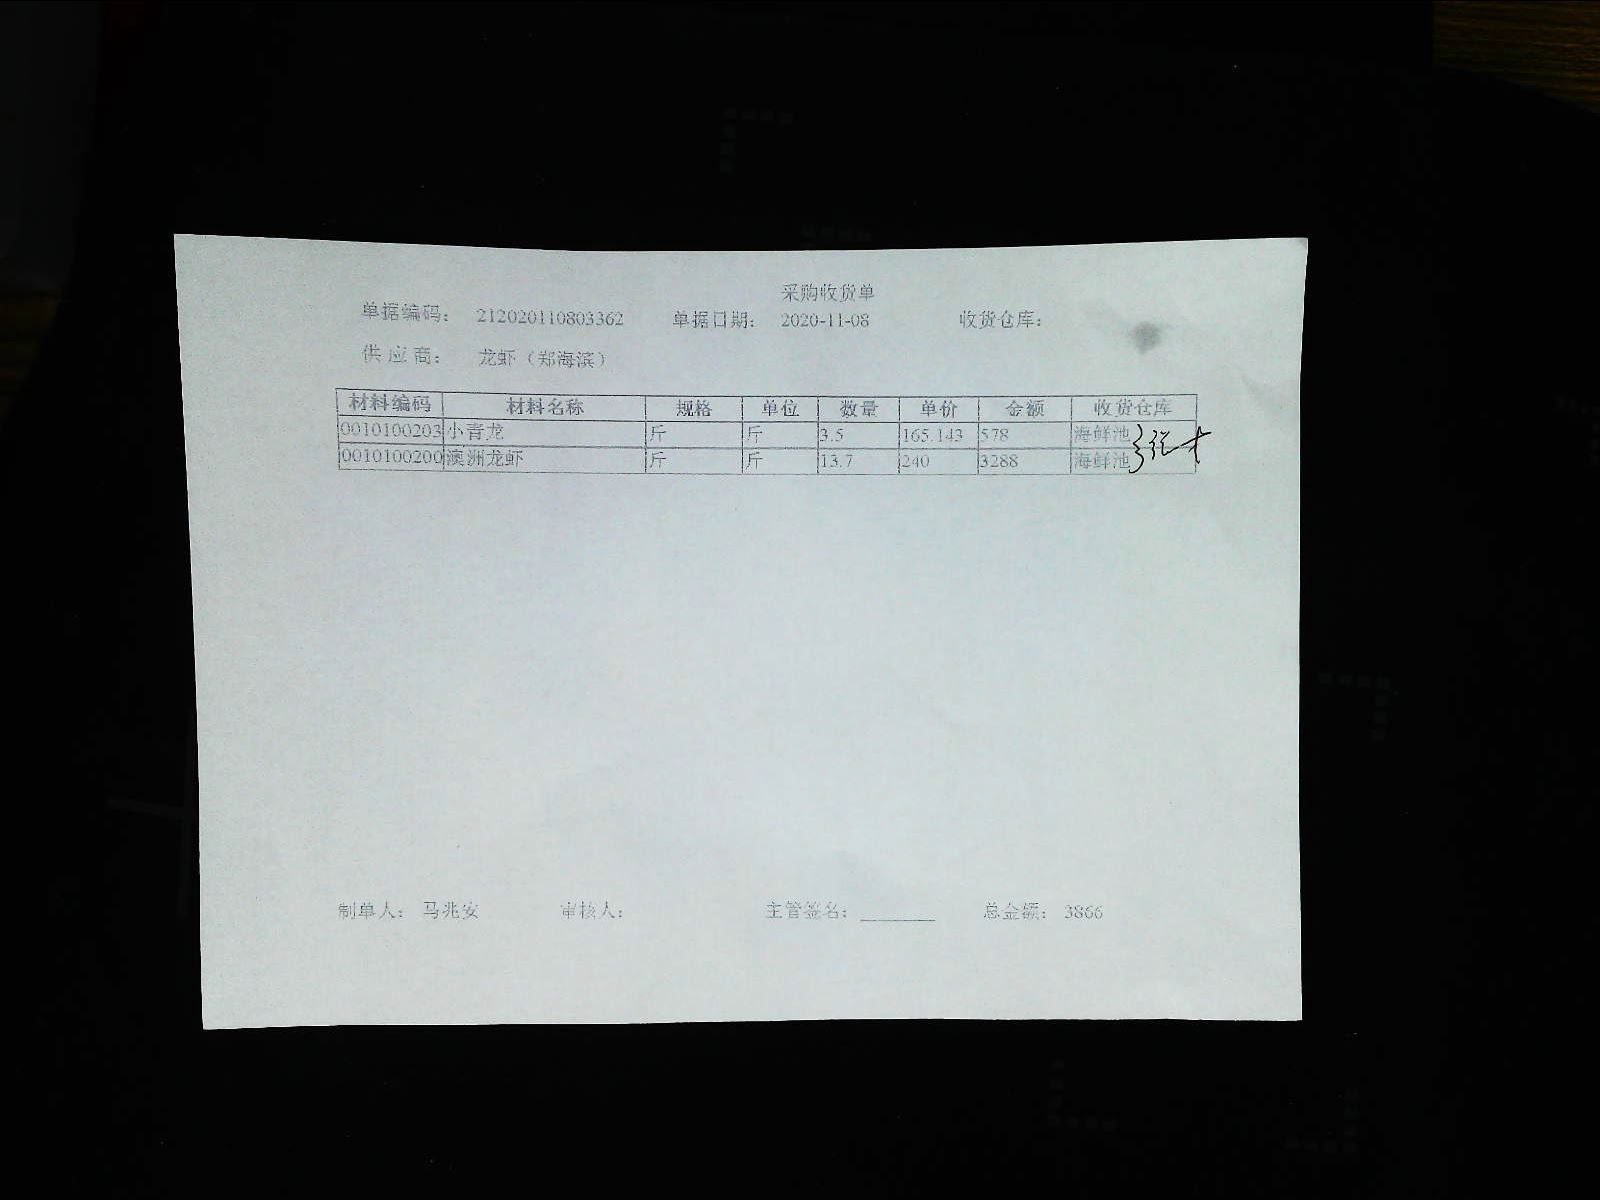 采购收货单
单据编码： 212020110803362 单据日期： 2020-11-08 收货仓库：
供应商： 龙虾（郑海滨）
材料编码 材料名称 规格 单位 数量 单价 金额 收货仓库
0010100203 小青龙 斤 斤 3.5 165.143 578 海鲜池
0010100200 澳洲龙虾 斤 斤 13.7 240 3288 海鲜池
制单人： 马兆安 审核人： 主管签名： 总金额： 3866